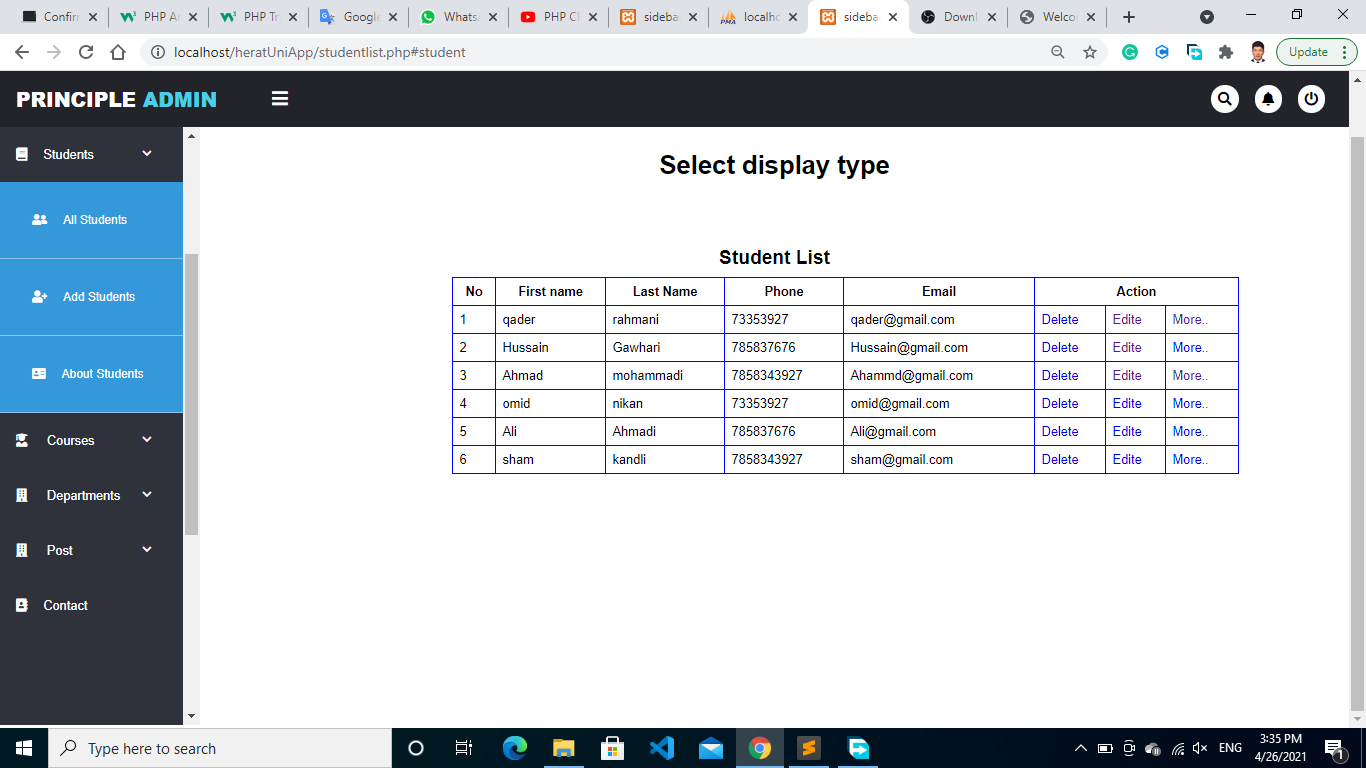 Confirm
PHP A
PHP Tr
Google
WhatsA
PHP C
sideba
localho
sideba
Downl
Welco
localhost/heratUniApp/studentlist.php#student
Update
PRINCIPLE ADMIN
Students
All Students
Add Students
About Students
Courses
Departments
Post
Contact
Select display type
Student List
No First name Last Name Phone Email Action
1 qader rahmani 73353927 qader@gmail.com Delete Edite More..
2 Hussain Gawhari 785837676 Hussain@gmail.com Delete Edite More..
3 Ahmad mohammadi 7858343927 Ahammd@gmail.com Delete Edite More..
4 omid nikan 73353927 omid@gmail.com Delete Edite More..
5 Ali Ahmadi 785837676 Ali@gmail.com Delete Edite More..
6 sham kandli 7858343927 sham@gmail.com Delete Edite More..
Type here to search
ENG
3:35 PM
4/26/2021
1